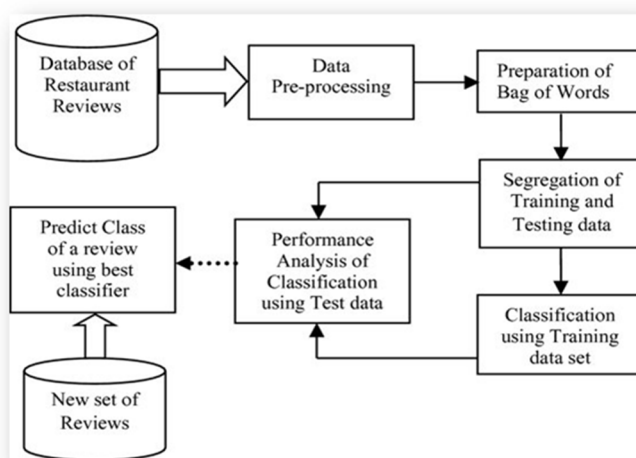 Database of
Restaurant
Reviews
Data
Pre-processing
Preparation of
Bag of Words
Segregation of
Training and
Testing data
Predict Class
of a review
using best
classifier
Performance
Analysis of
Classification
using Test data
Classification
using Training
data set
New set of
Reviews